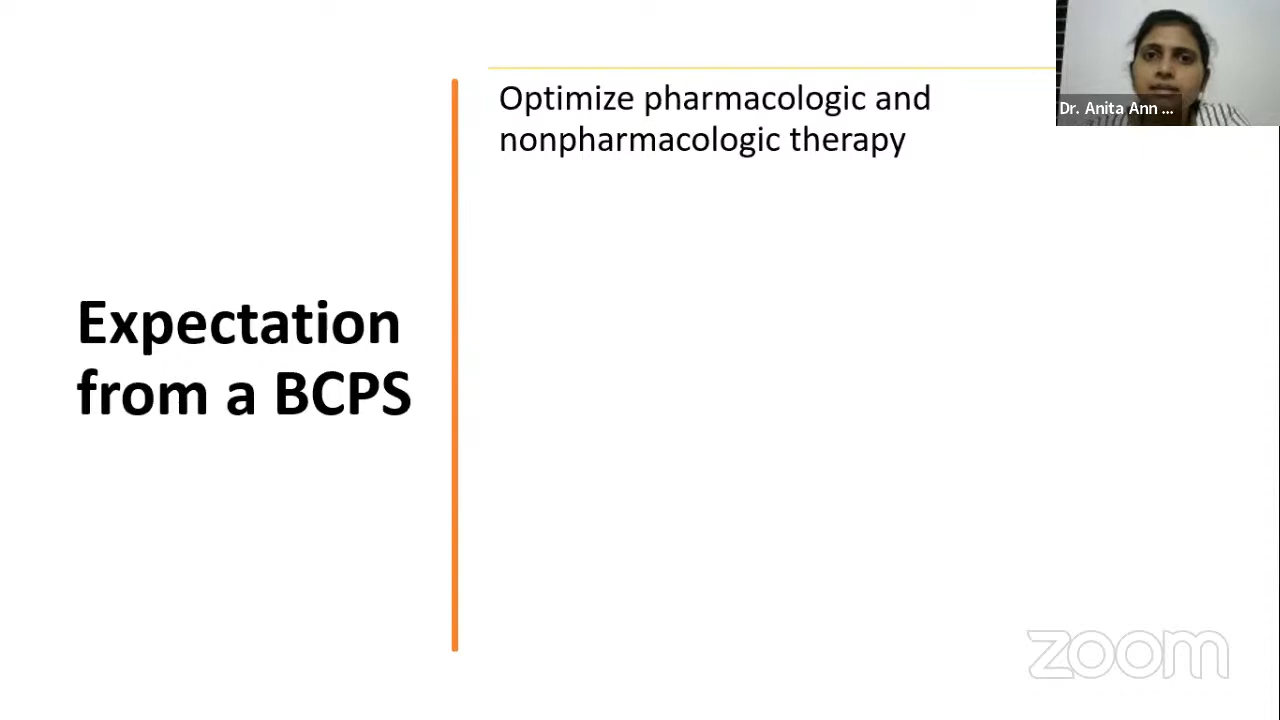 Optimize pharmacologic and
nonpharmacologic therapy
Dr. Anita Ann ...
Expectation
from a BCPS
zoom